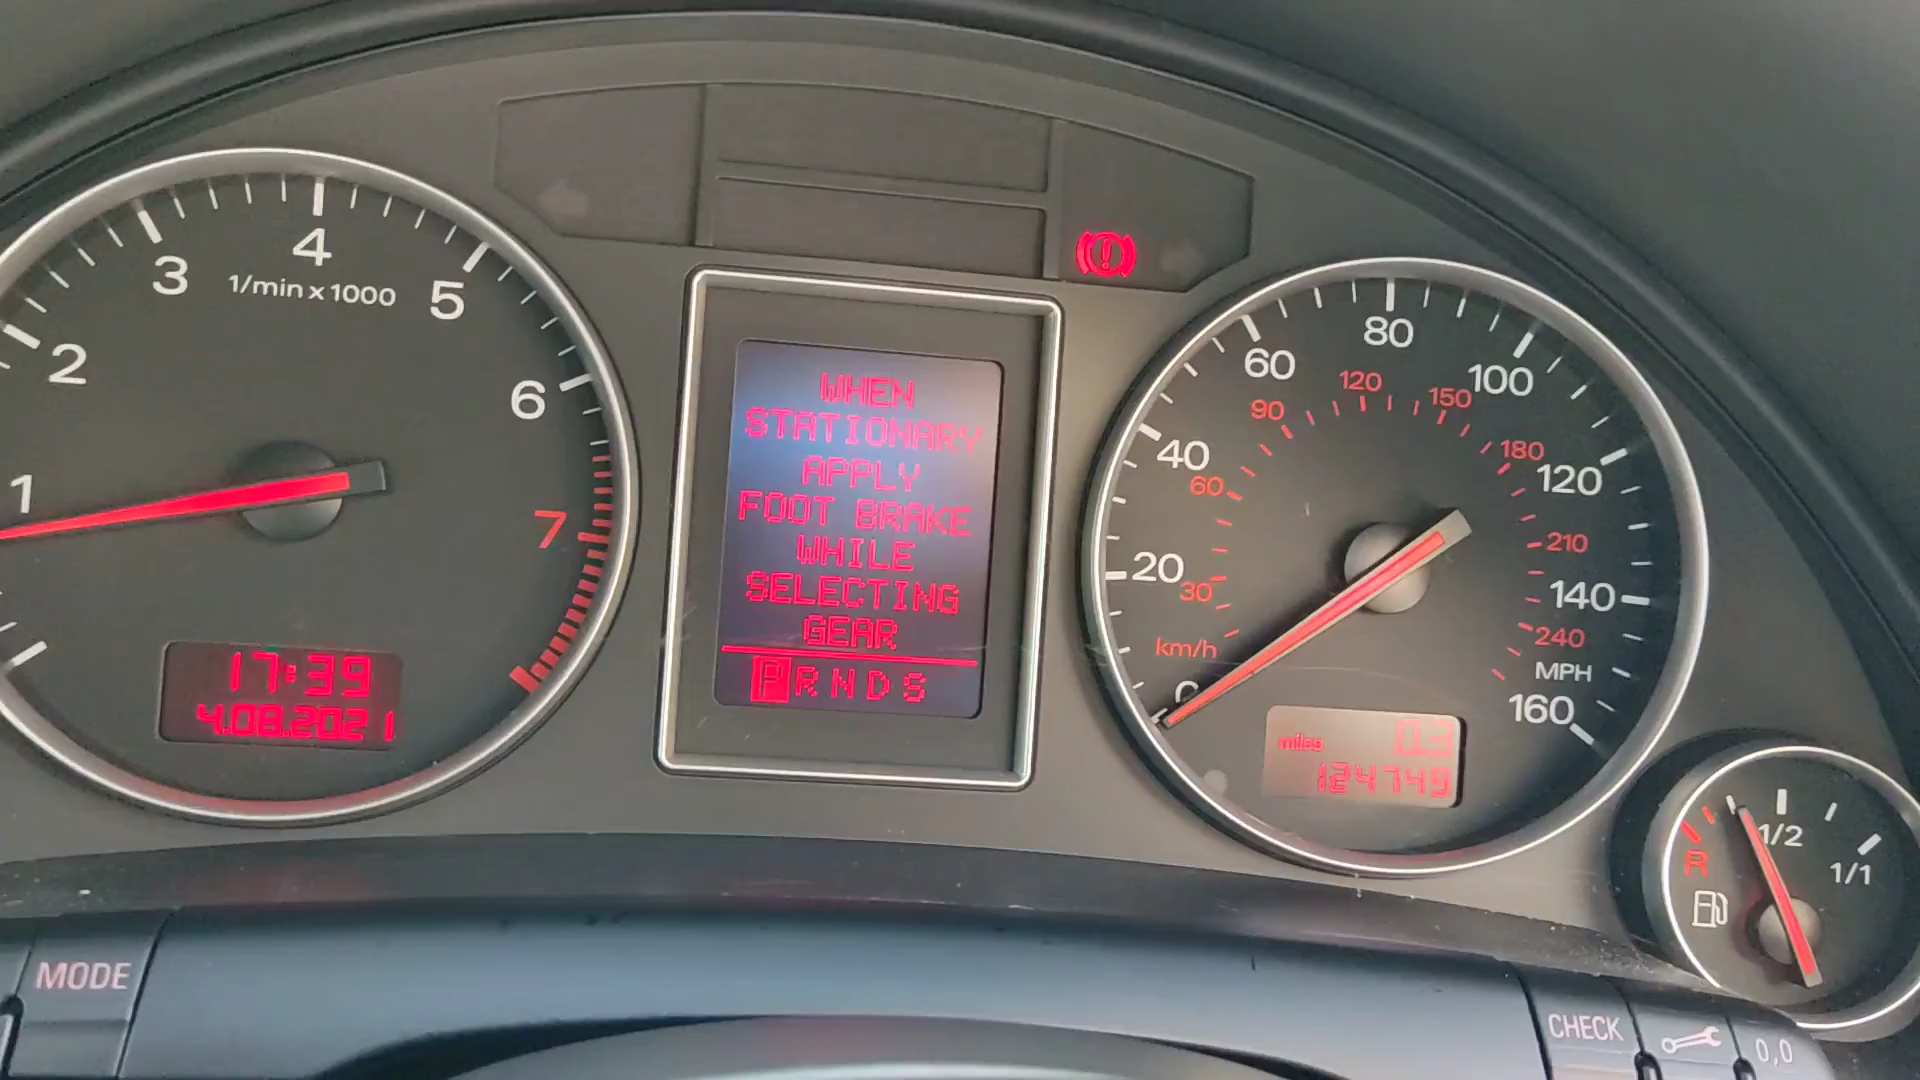 1
2
3
4
5
6
7
1/min x 1000
17:39
4.08.2021
WHEN
STATIONARY
APPLY
FOOT BRAKE
WHILE
SELECTING
GEAR
P R N D S
0
20
40
60
80
100
120
140
160
MPH
30
60
90
120
150
180
210
240
km/h
miles 0.3
124749
R
1/2
1/1
MODE
CHECK
0,0